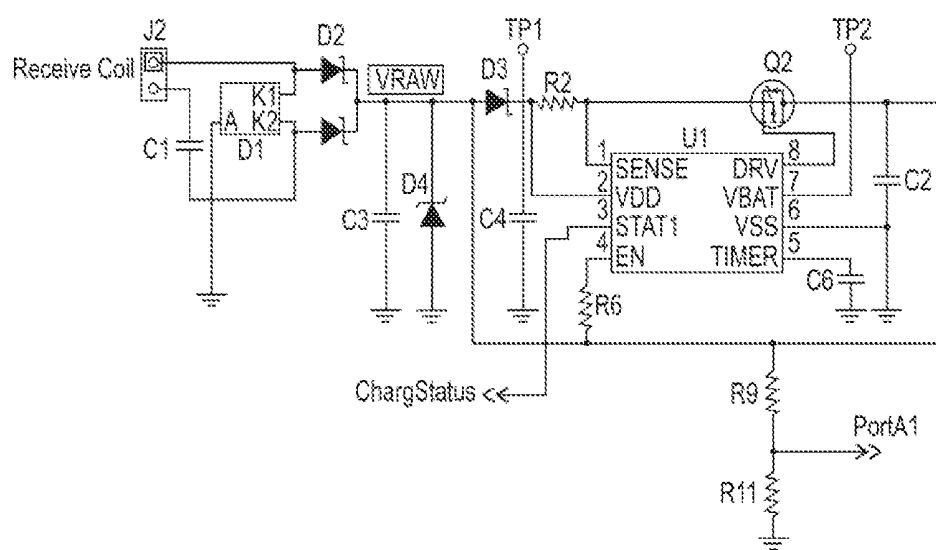 J2
Receive Coil
D2
VRAW
TP1
D3
R2
TP2
Q2
K1
K2
A
D1
C1
C3
D4
C4
U1
1 SENSE
2 VDD
3 STAT1
4 EN
DRV 8
VBAT 7
VSS 6
TIMER 5
C2
C6
R6
ChargStatus
R9
PortA1
R11